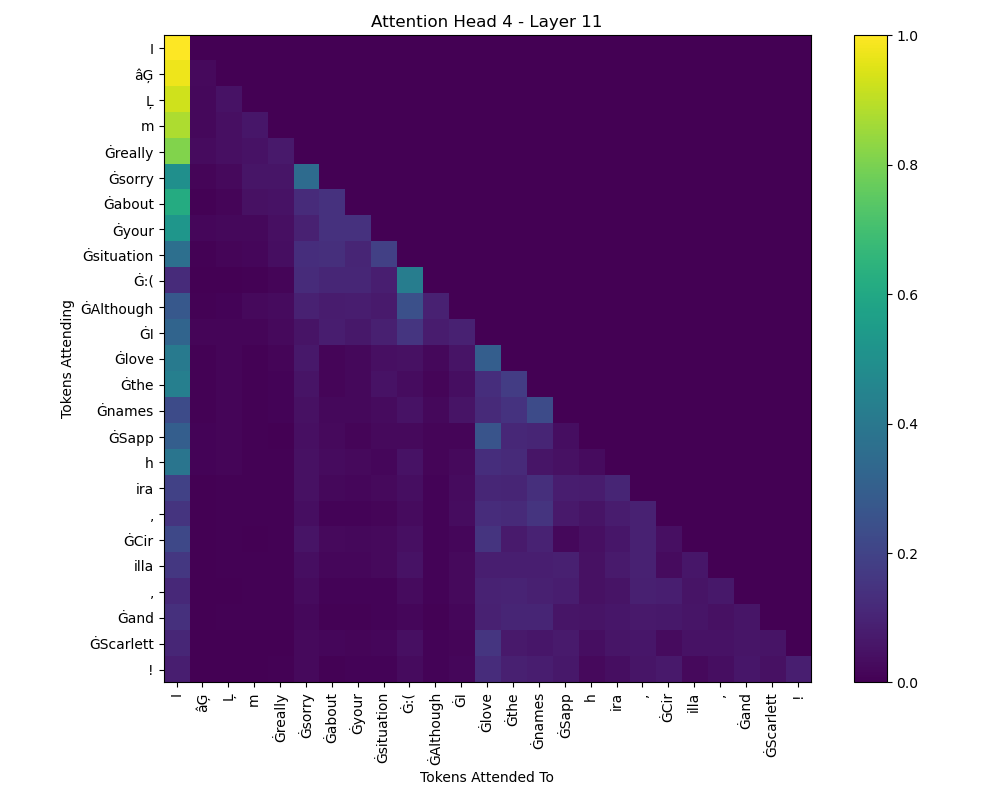 Attention Head 4 - Layer 11
Tokens Attending
I
âĢ
Ļ
m
Ġreally
Ġsorry
Ġabout
Ġyour
Ġsituation
Ġ:(
ĠAlthough
ĠI
Ġlove
Ġthe
Ġnames
ĠSapp
h
ira
,
ĠCir
illa
,
Ġand
ĠScarlett
!
I
âĢ
Ļ
m
Ġreally
Ġsorry
Ġabout
Ġyour
Ġsituation
Ġ:(
ĠAlthough
ĠI
Ġlove
Ġthe
Ġnames
ĠSapp
h
ira
,
ĠCir
illa
,
Ġand
ĠScarlett
!
Tokens Attended To
1.0
0.8
0.6
0.4
0.2
0.0